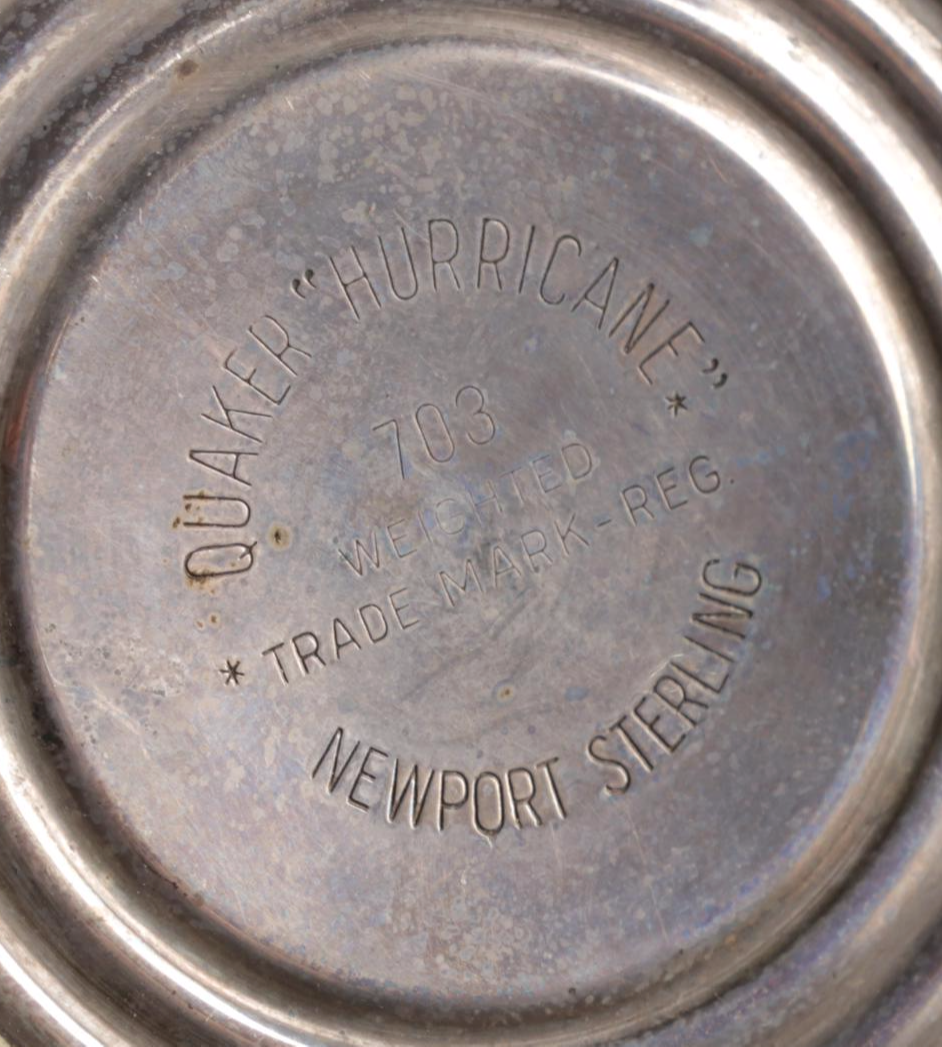 QUAKER “HURRICANE”*
703
WEIGHTED
* TRADE MARK-REG.
NEWPORT STERLING